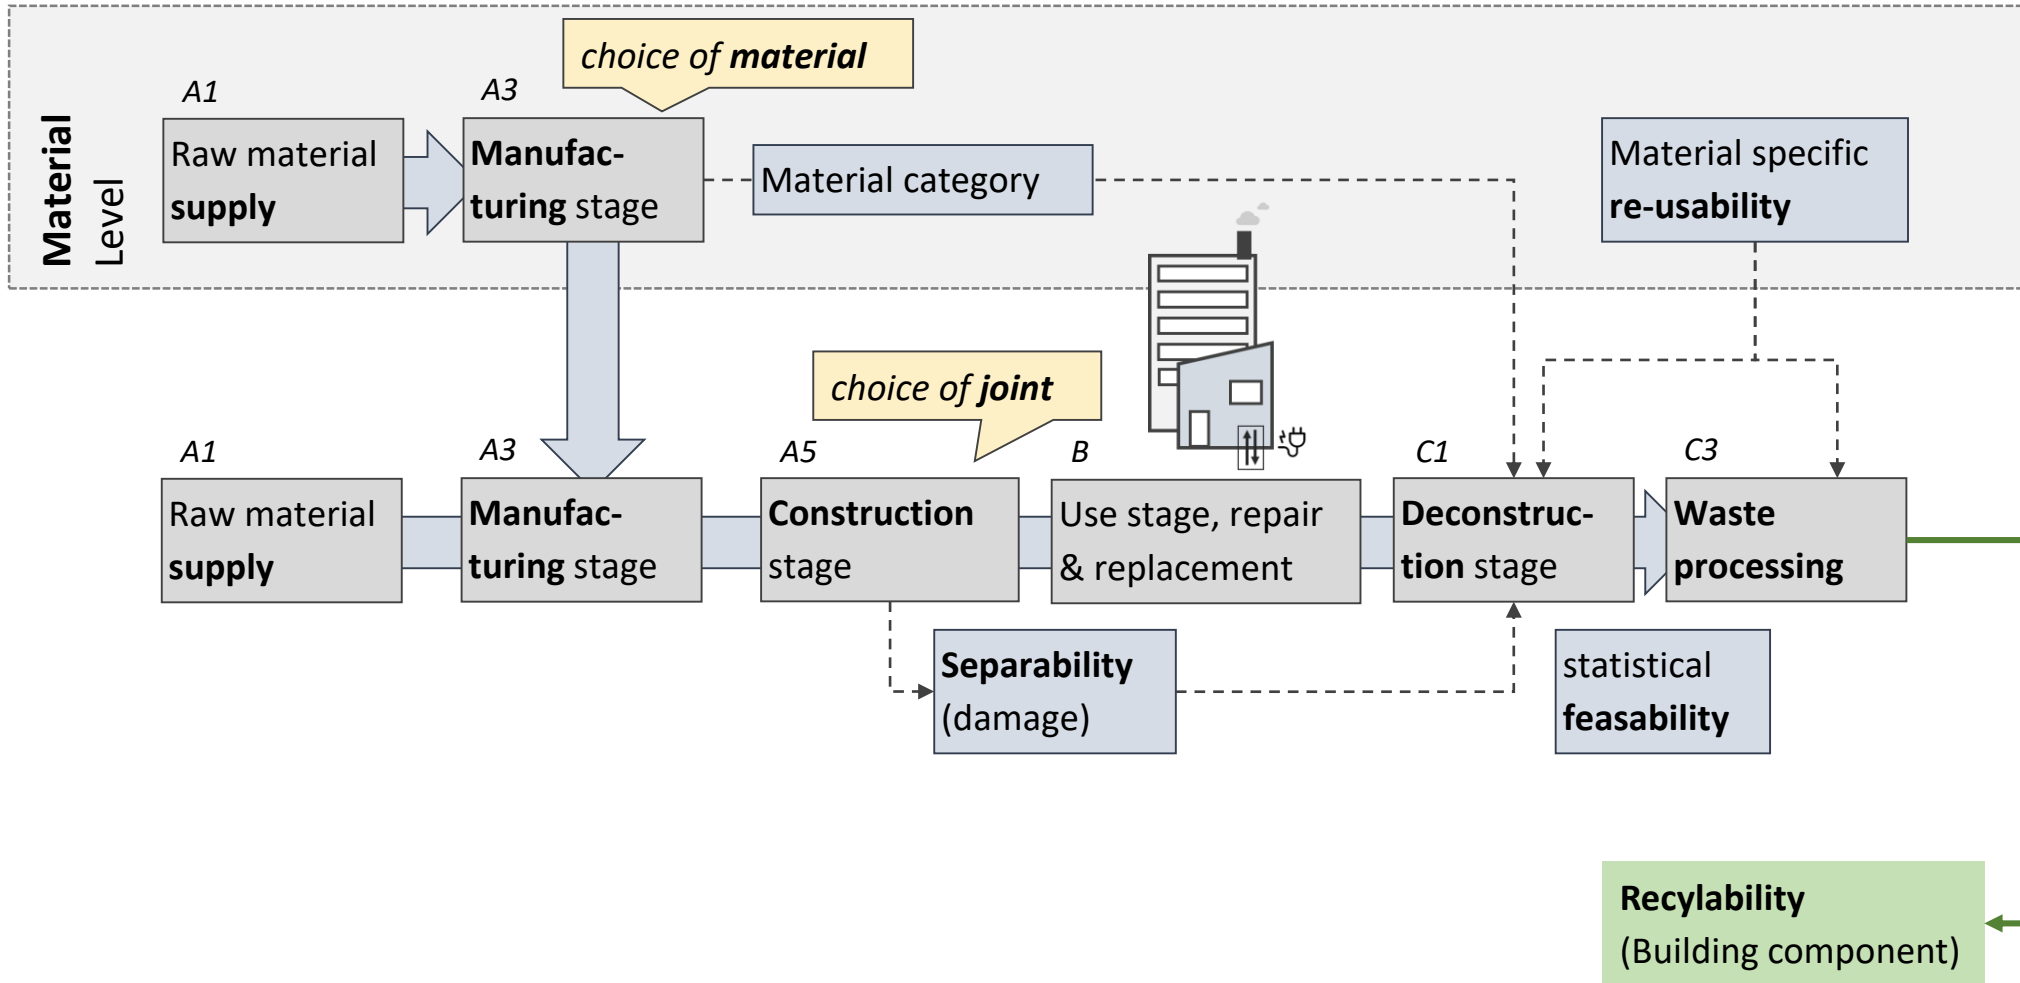 choice of material
A1
A3
Material
Level
Raw material
supply
Manufac-
turing stage
Material category
Material specific
re-usability
choice of joint
A1
A3
A5
B
C1
C3
Raw material
supply
Manufac-
turing stage
Construction
stage
Use stage, repair
& replacement
Deconstruc-
tion stage
Waste
processing
Separability
(damage)
statistical
feasability
Recylability
(Building component)